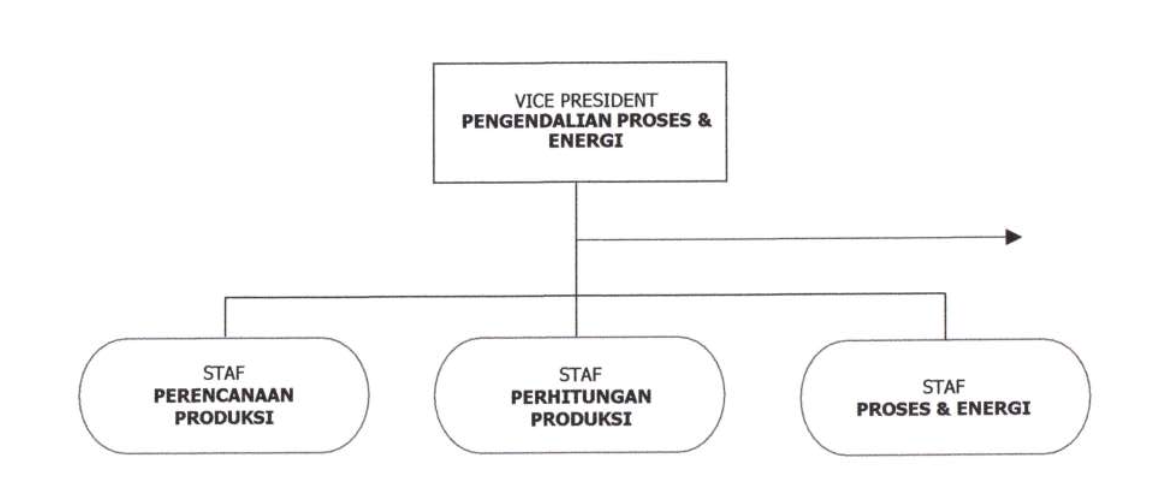 VICE PRESIDENT
PENGENDALIAN PROSES &
ENERGI
STAF
PERENCANAAN
PRODUKSI
STAF
PERHITUNGAN
PRODUKSI
STAF
PROSES & ENERGI